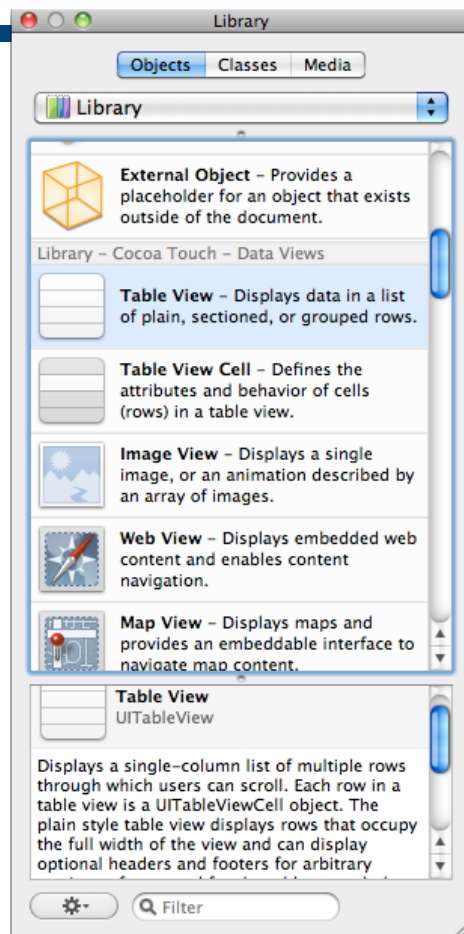 Library
Objects Classes Media
Library
External Object – Provides a
placeholder for an object that exists
outside of the document.
Library – Cocoa Touch – Data Views
Table View – Displays data in a list
of plain, sectioned, or grouped rows.
Table View Cell – Defines the
attributes and behavior of cells
(rows) in a table view.
Image View – Displays a single
image, or an animation described by
an array of images.
Web View – Displays embedded web
content and enables content
navigation.
Map View – Displays maps and
provides an embeddable interface to
navigate map content.
Table View
UITableView
Displays a single-column list of multiple rows
through which users can scroll. Each row in a
table view is a UITableViewCell object. The
plain style table view displays rows that occupy
the full width of the view and can display
optional headers and footers for arbitrary
Filter